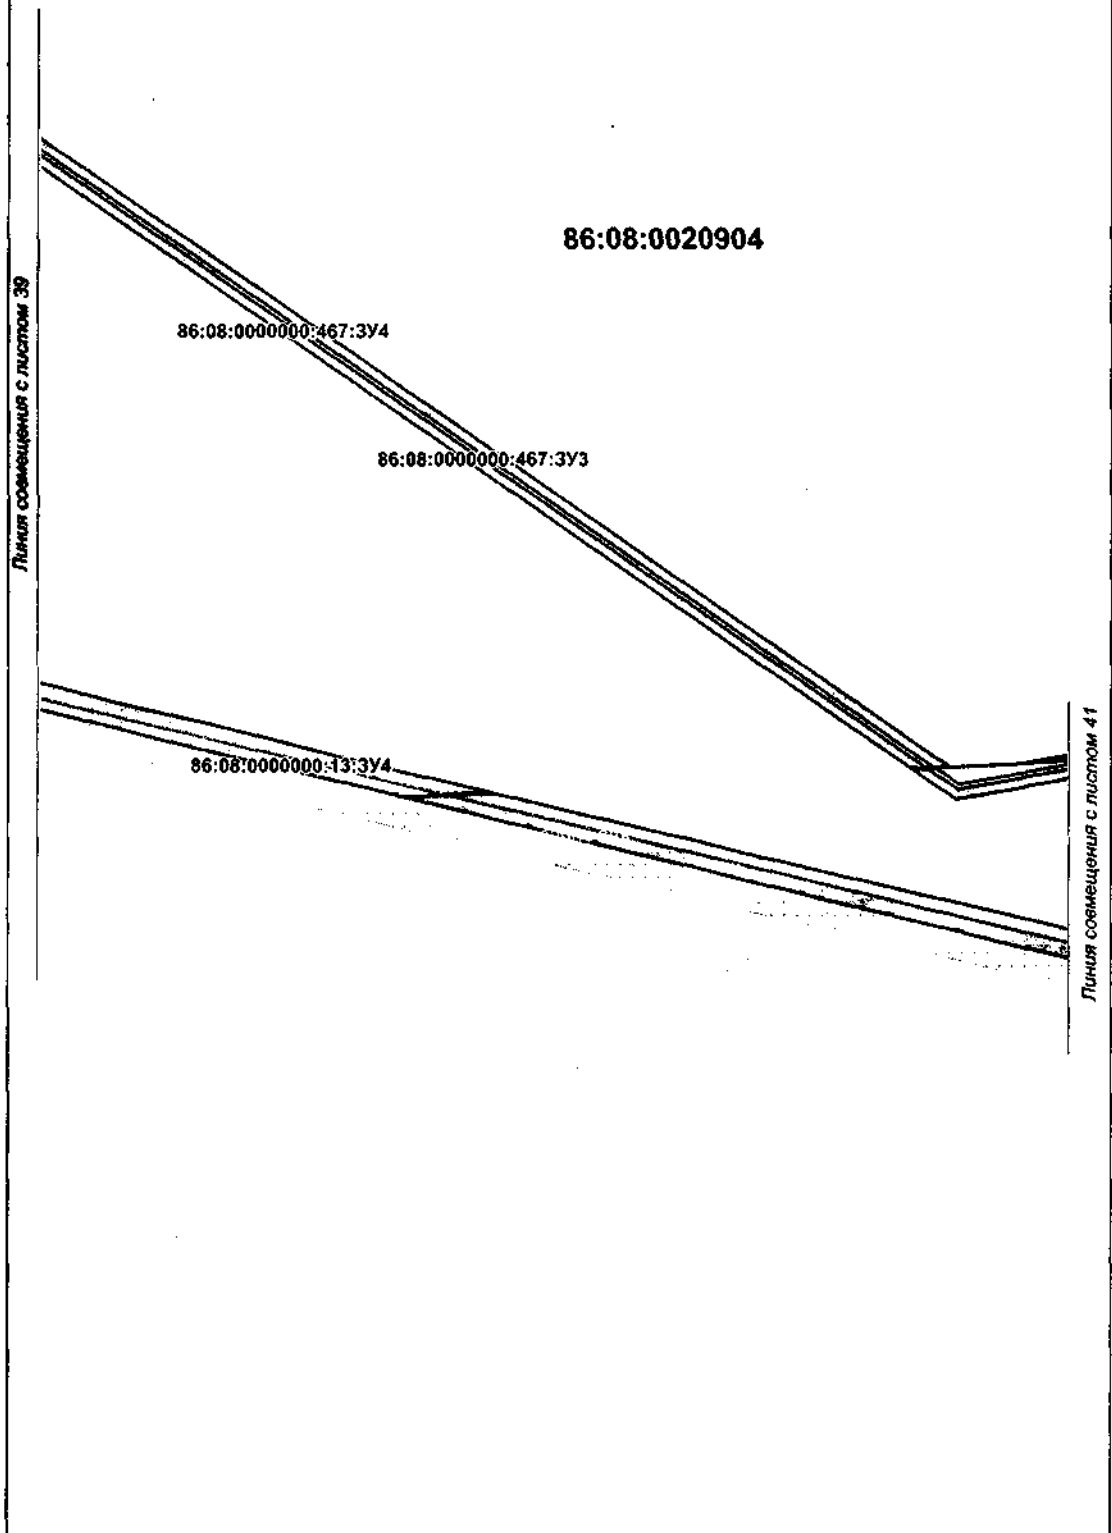 86:08:0020904
Линия совмещения с листом 39
86:08:0000000:467:ЗУ4
86:08:0000000:467:ЗУ3
Линия совмещения с листом 41
86:08:0000000:13:ЗУ4